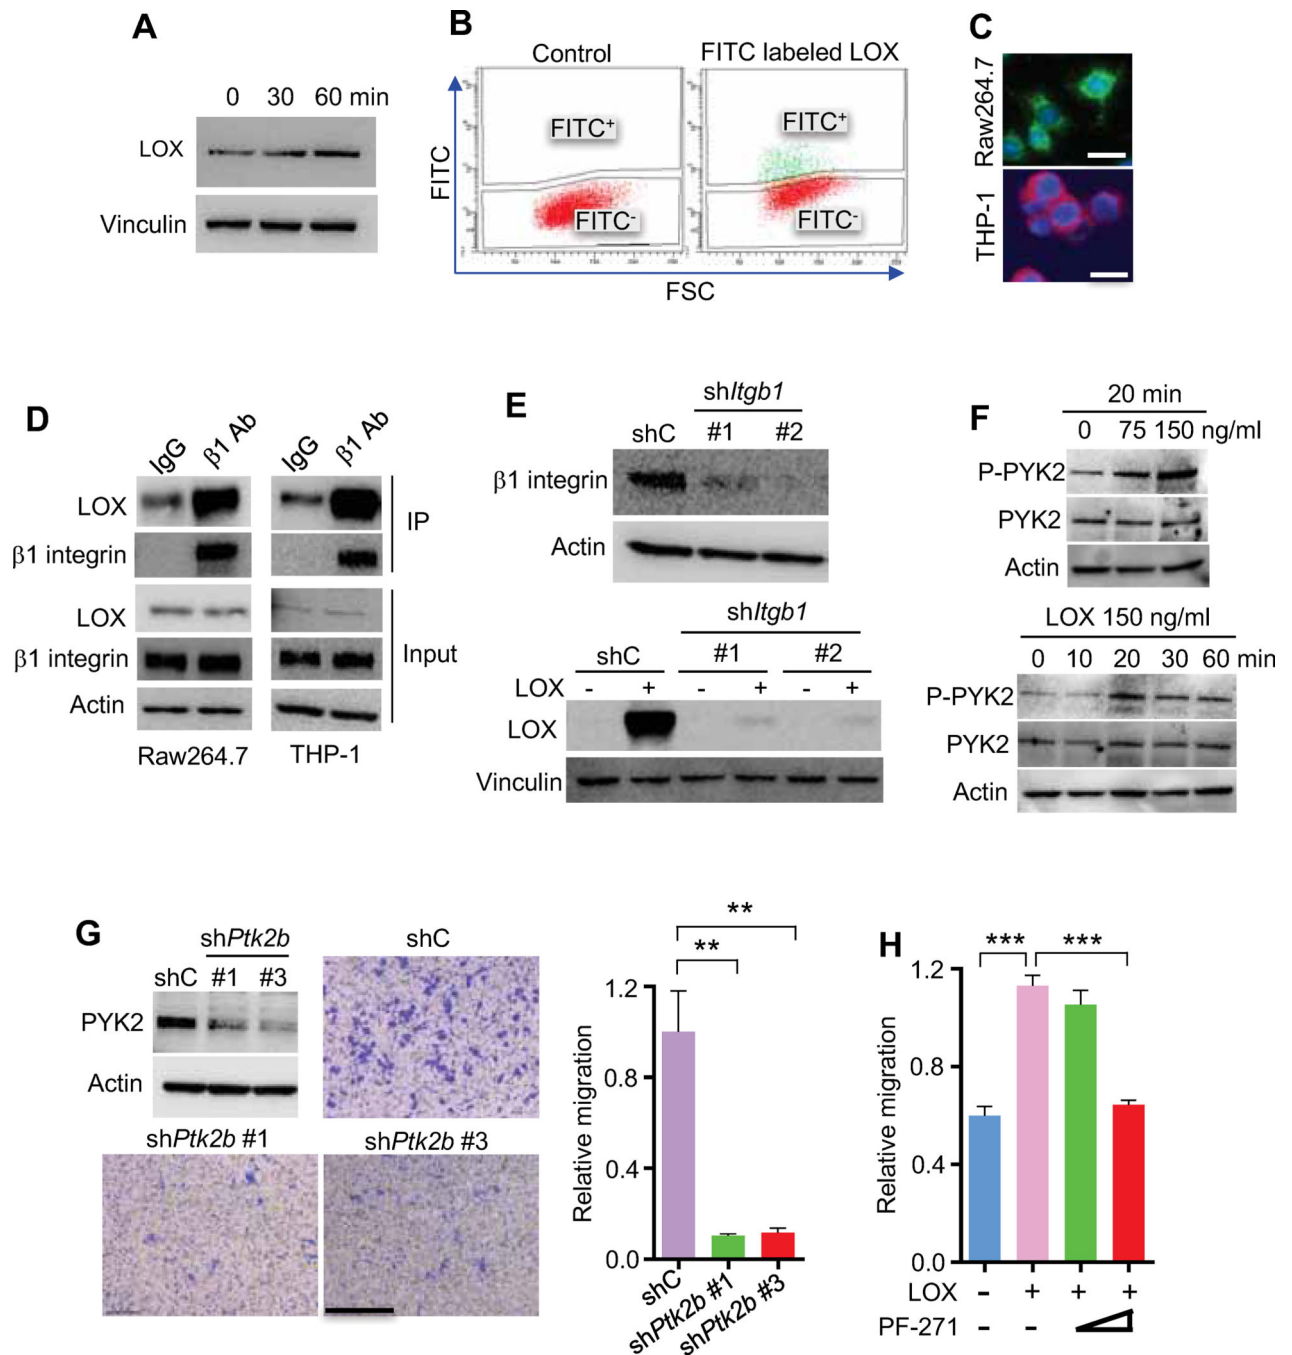 A
0 30 60 min
LOX
Vinculin
B
Control
FITC labeled LOX
FITC+
FITC-
FITC+
FITC-
FITC
FSC
C
Raw264.7
THP-1
D
IgG β1 Ab IgG β1 Ab
LOX
β1 integrin
IP
LOX
β1 integrin
Actin
Input
Raw264.7 THP-1
E
shItgb1
shC #1 #2
β1 integrin
Actin
shItgb1
shC #1 #2
LOX - + - + - +
LOX
Vinculin
F
20 min
0 75 150 ng/ml
P-PYK2
PYK2
Actin
LOX 150 ng/ml
0 10 20 30 60 min
P-PYK2
PYK2
Actin
G
shPtk2b
shC #1 #3
PYK2
Actin
shC
shPtk2b #1
shPtk2b #3
**
**
Relative migration
1.2
0.8
0.4
0.0
shC
shPtk2b #1
shPtk2b #3
H
*** ***
Relative migration
1.2
0.8
0.4
0.0
LOX - + + +
PF-271 - -